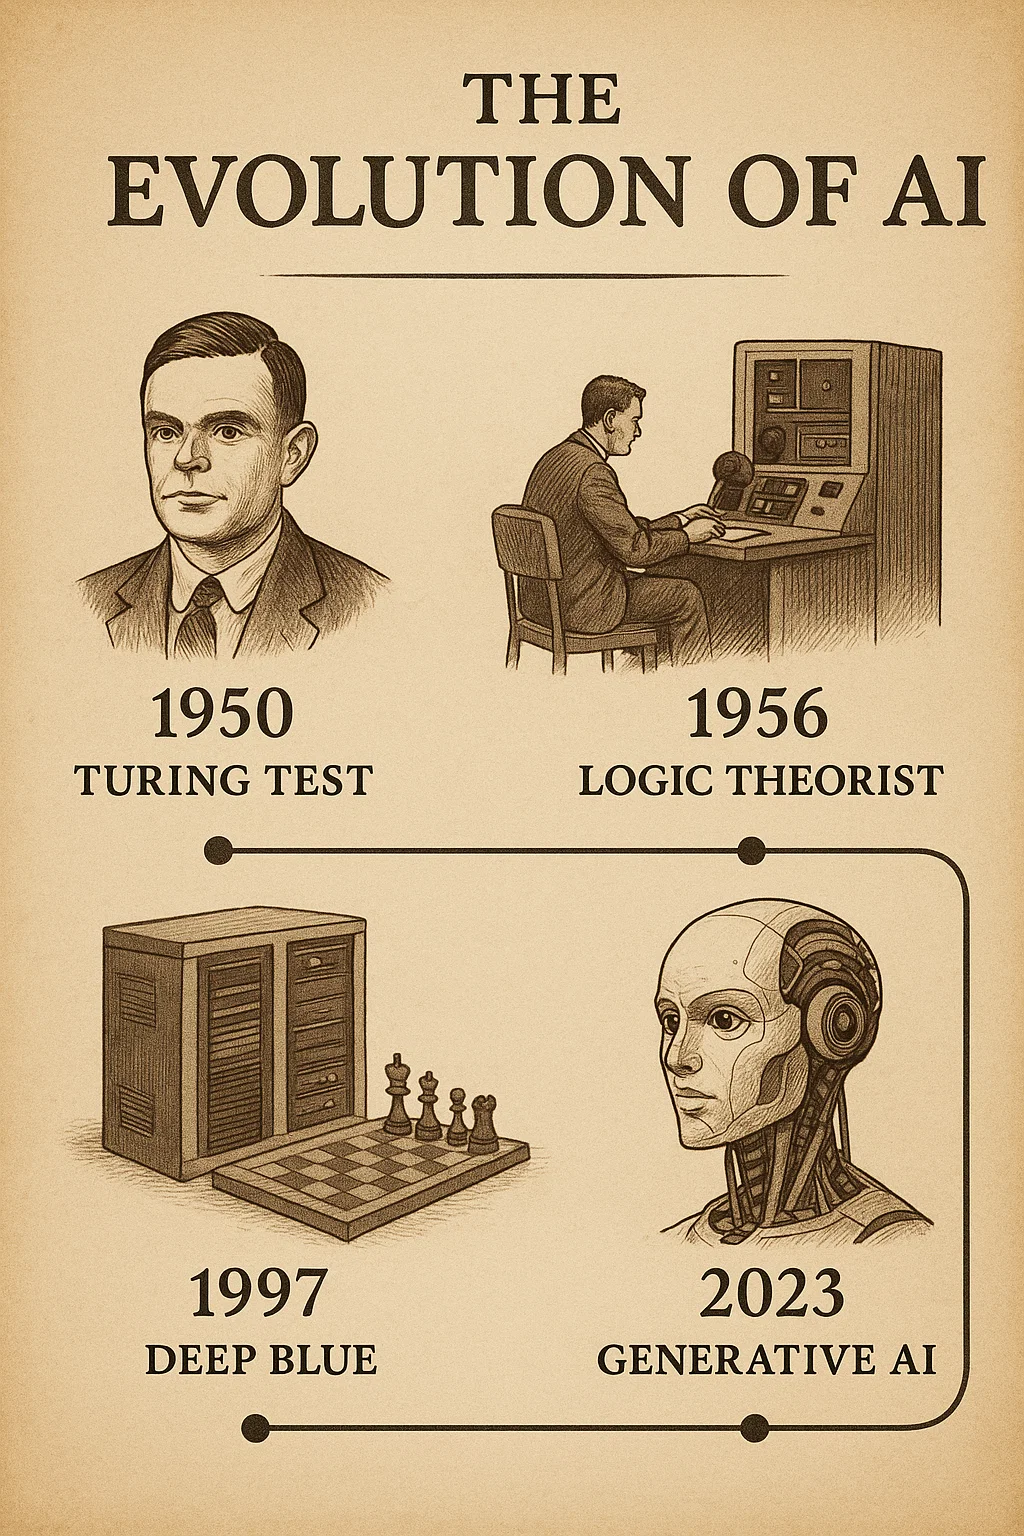 THE
EVOLUTION OF AI
1950
TURING TEST
1956
LOGIC THEORIST
1997
DEEP BLUE
2023
GENERATIVE AI